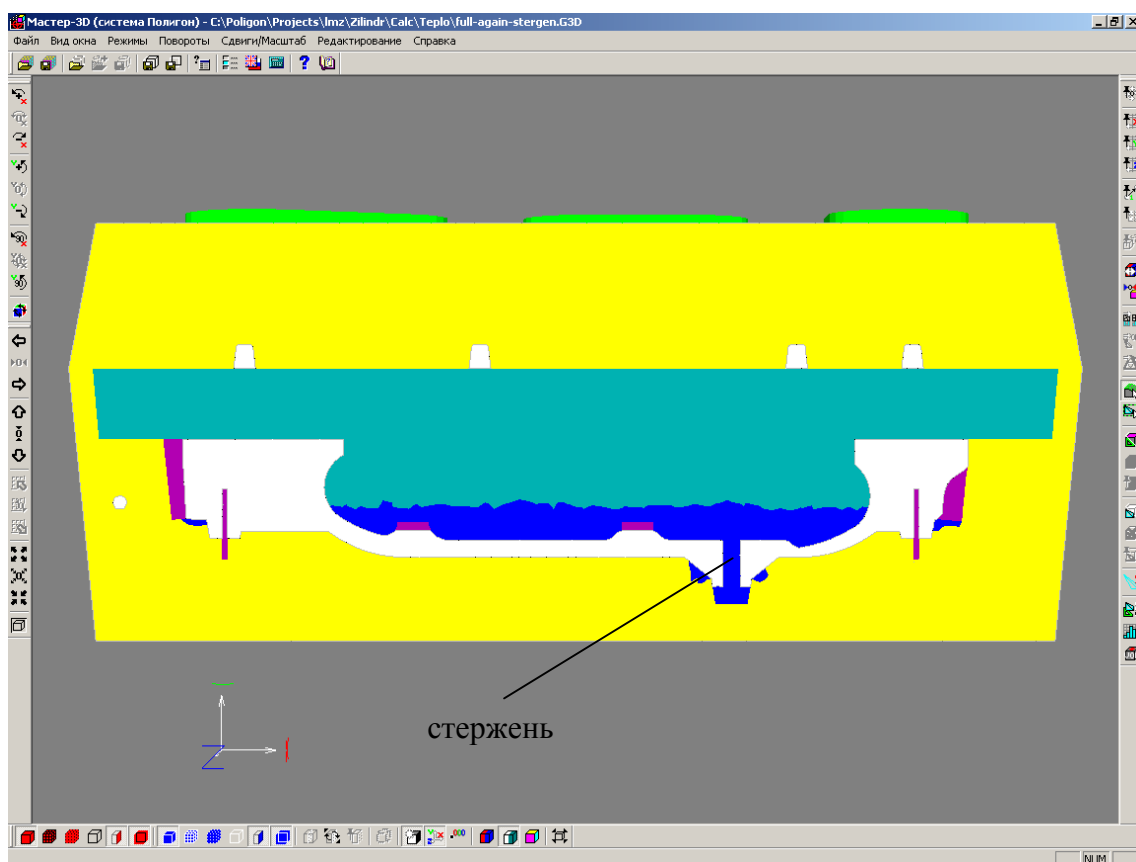 Мастер-3D (система Полигон) - C:\Poligon\Projects\lmz\Zilindr\Calc\Teplo\full-again-stergen.G3D
Файл Вид окна Режимы Повороты Сдвиги/Масштаб Редактирование Справка
стержень
NUM